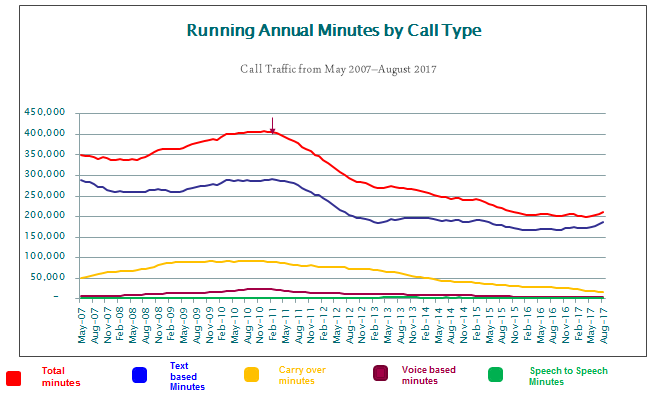 Running Annual Minutes by Call Type
Call Traffic from May 2007–August 2017
450,000
400,000
350,000
300,000
250,000
200,000
150,000
100,000
50,000
–
May-07
Aug-07
Nov-07
Feb-08
May-08
Aug-08
Nov-08
Feb-09
May-09
Aug-09
Nov-09
Feb-10
May-10
Aug-10
Nov-10
Feb-11
May-11
Aug-11
Nov-11
Feb-12
May-12
Aug-12
Nov-12
Feb-13
May-13
Aug-13
Nov-13
Feb-14
May-14
Aug-14
Nov-14
Feb-15
May-15
Aug-15
Nov-15
Feb-16
May-16
Aug-16
Nov-16
Feb-17
May-17
Aug-17
Total
minutes
Text
based
Minutes
Carry over
minutes
Voice based
minutes
Speech to Speech
Minutes